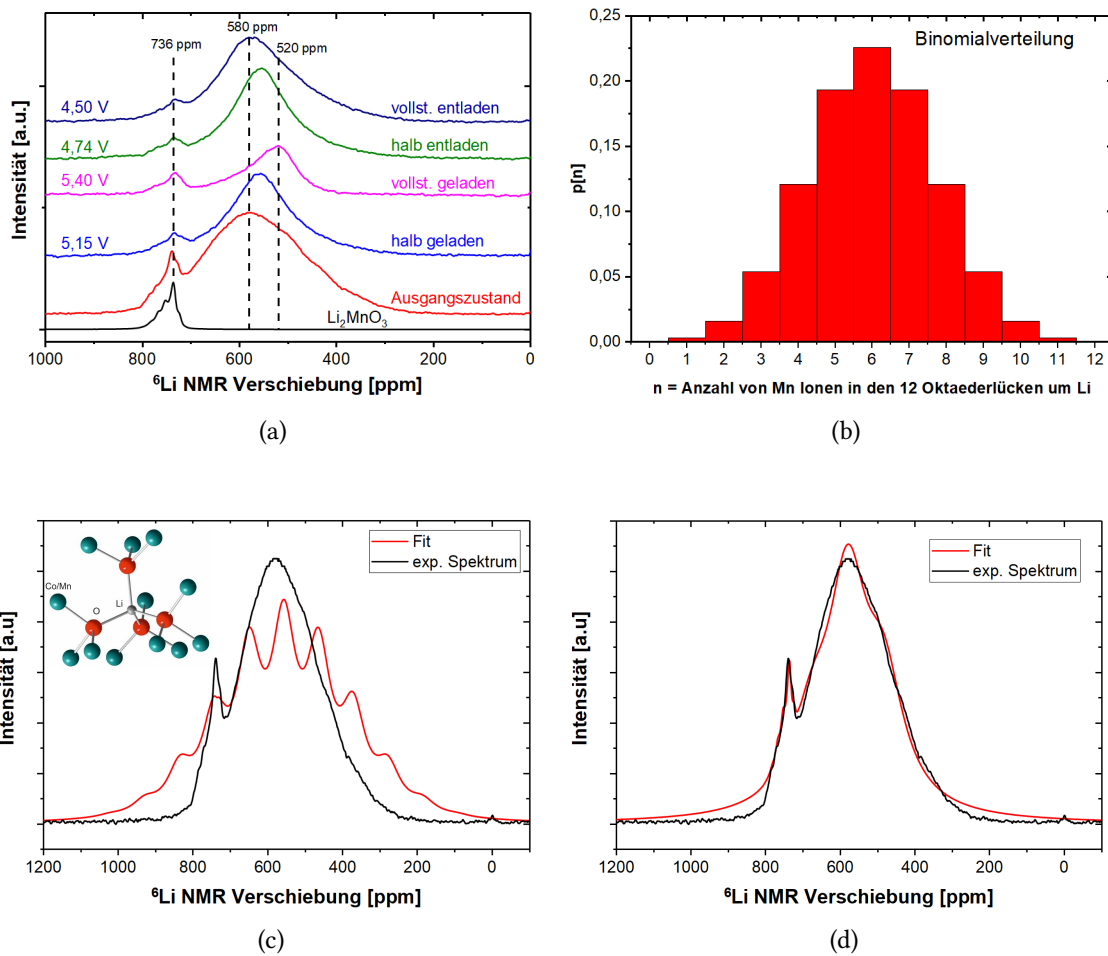 736 ppm
580 ppm
520 ppm
4,50 V
vollst. entladen
4,74 V
halb entladen
5,40 V
vollst. geladen
5,15 V
halb geladen
Ausgangszustand
Li₂MnO₃
Intensität [a.u.]
1000 800 600 400 200 0
⁶Li NMR Verschiebung [ppm]
(a)
Binomialverteilung
0,25
0,20
0,15
0,10
0,05
0,00
p[n]
0 1 2 3 4 5 6 7 8 9 10 11 12
n = Anzahl von Mn Ionen in den 12 Oktaederlücken um Li
(b)
Fit
exp. Spektrum
Co/Mn
Li
O
Intensität [a.u]
1200 1000 800 600 400 200 0
⁶Li NMR Verschiebung [ppm]
(c)
Fit
exp. Spektrum
Intensität [a.u.]
1200 1000 800 600 400 200 0
⁶Li NMR Verschiebung [ppm]
(d)